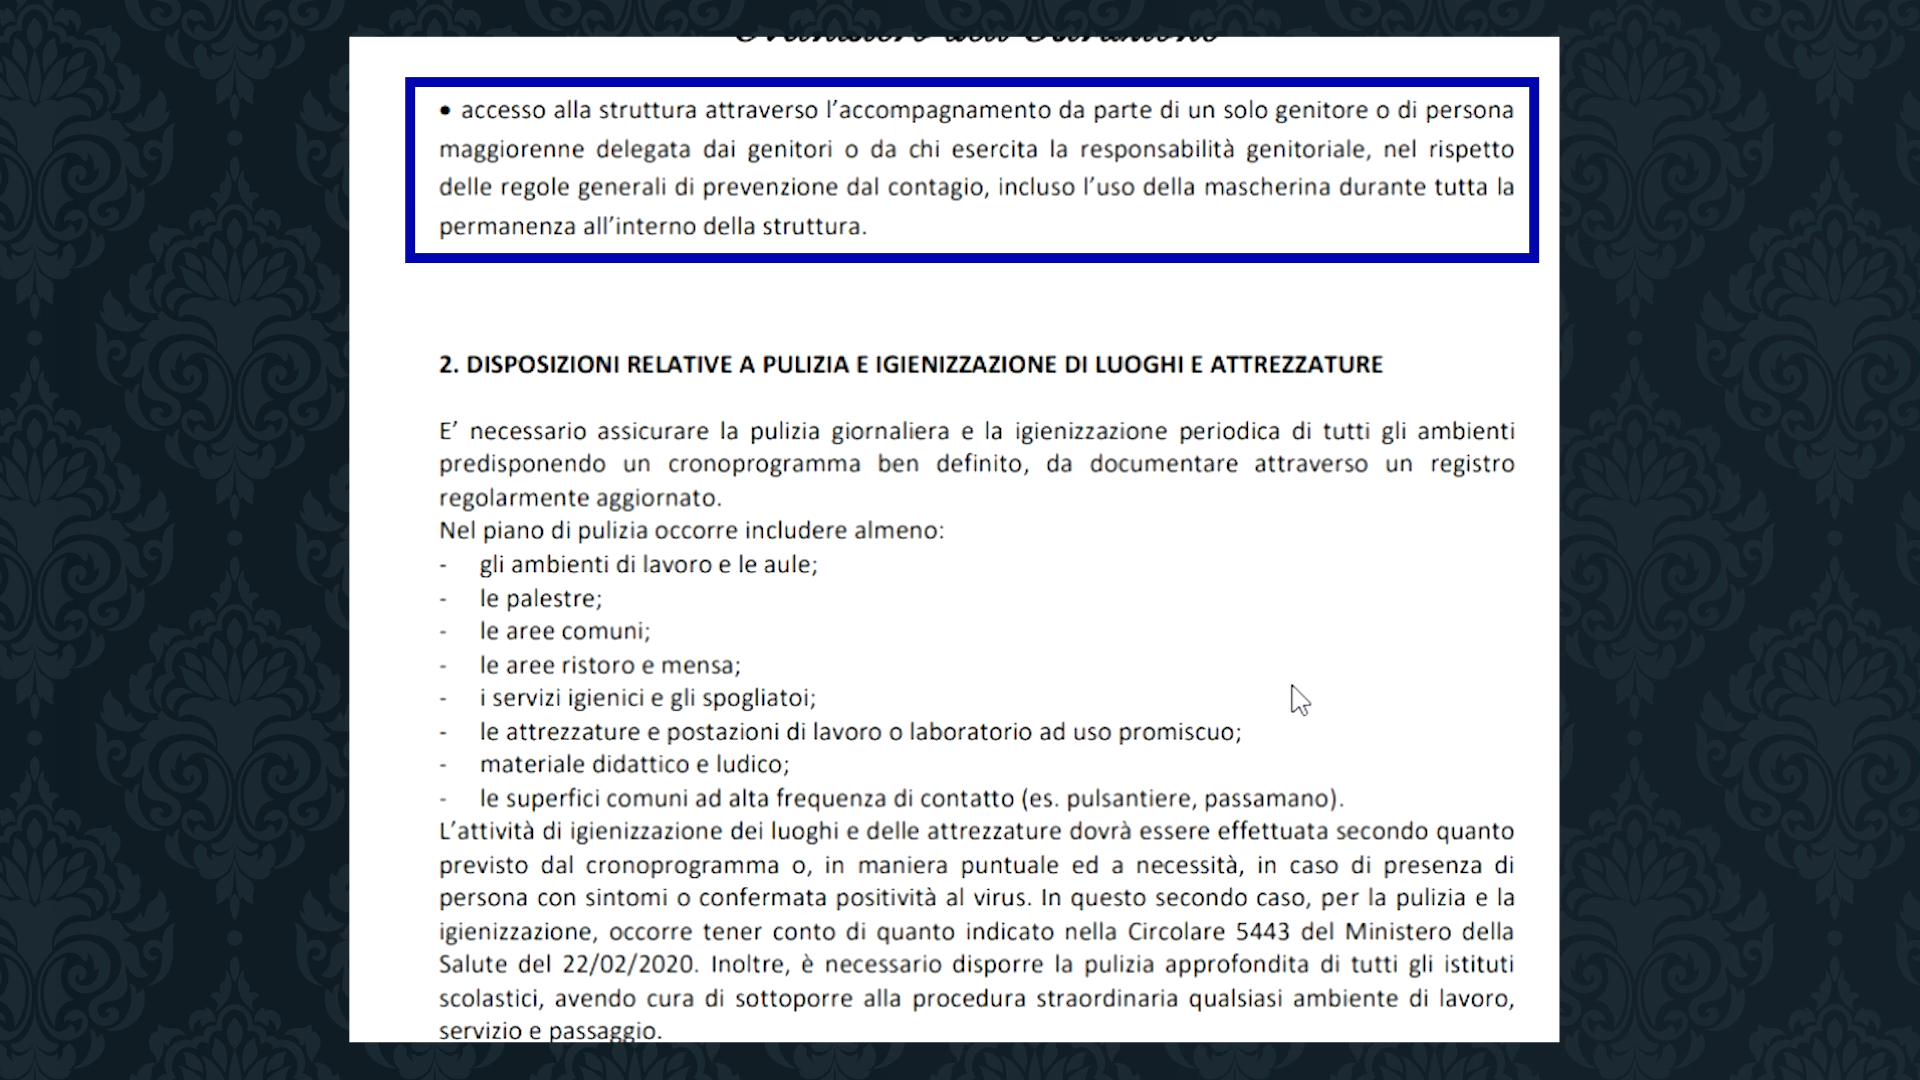 • accesso alla struttura attraverso l’accompagnamento da parte di un solo genitore o di persona
maggiorenne delegata dai genitori o da chi esercita la responsabilità genitoriale, nel rispetto
delle regole generali di prevenzione dal contagio, incluso l’uso della mascherina durante tutta la
permanenza all’interno della struttura.
2. DISPOSIZIONI RELATIVE A PULIZIA E IGIENIZZAZIONE DI LUOGHI E ATTREZZATURE
E’ necessario assicurare la pulizia giornaliera e la igienizzazione periodica di tutti gli ambienti
predisponendo un cronoprogramma ben definito, da documentare attraverso un registro
regolarmente aggiornato.
Nel piano di pulizia occorre includere almeno:
- gli ambienti di lavoro e le aule;
- le palestre;
- le aree comuni;
- le aree ristoro e mensa;
- i servizi igienici e gli spogliatoi;
- le attrezzature e postazioni di lavoro o laboratorio ad uso promiscuo;
- materiale didattico e ludico;
- le superfici comuni ad alta frequenza di contatto (es. pulsantiere, passamano).
L’attività di igienizzazione dei luoghi e delle attrezzature dovrà essere effettuata secondo quanto
previsto dal cronoprogramma o, in maniera puntuale ed a necessità, in caso di presenza di
persona con sintomi o confermata positività al virus. In questo secondo caso, per la pulizia e la
igienizzazione, occorre tener conto di quanto indicato nella Circolare 5443 del Ministero della
Salute del 22/02/2020. Inoltre, è necessario disporre la pulizia approfondita di tutti gli istituti
scolastici, avendo cura di sottoporre alla procedura straordinaria qualsiasi ambiente di lavoro,
servizio e passaggio.